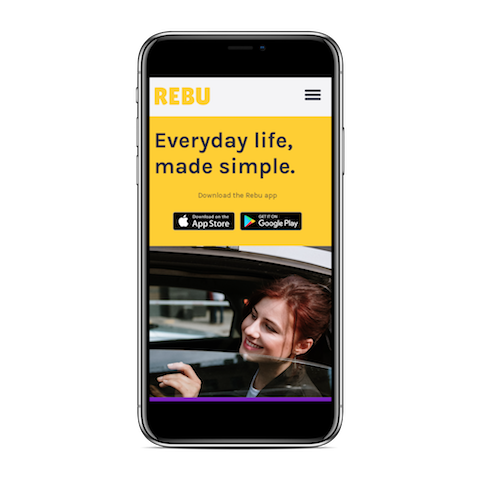 REBU
Everyday life,
made simple.
Download the Rebu app
Download on the
App Store
GET IT ON
Google Play